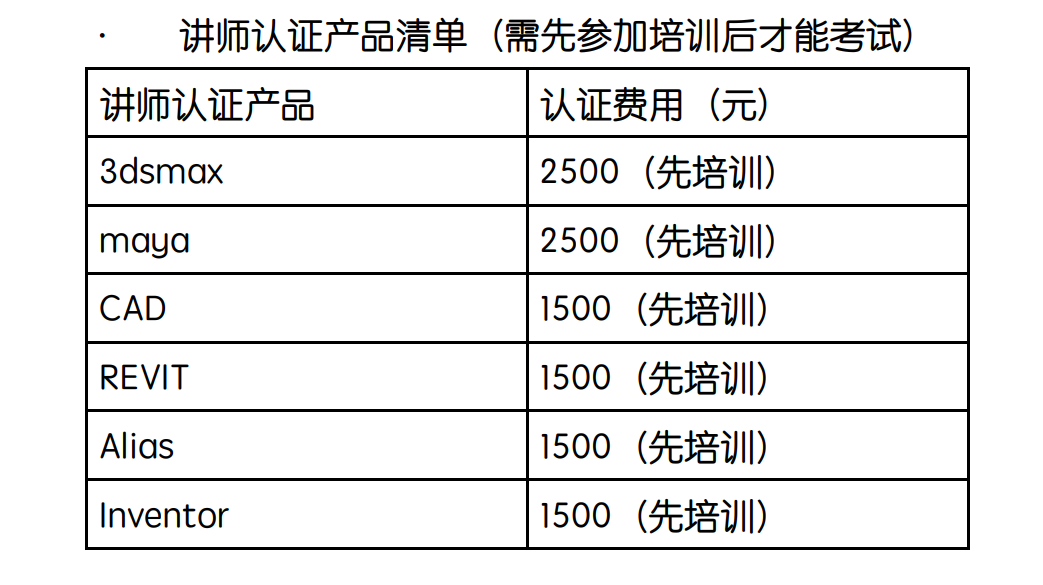 · 讲师认证产品清单（需先参加培训后才能考试）
讲师认证产品 认证费用（元）
3dsmax 2500（先培训）
maya 2500（先培训）
CAD 1500（先培训）
REVIT 1500（先培训）
Alias 1500（先培训）
Inventor 1500（先培训）